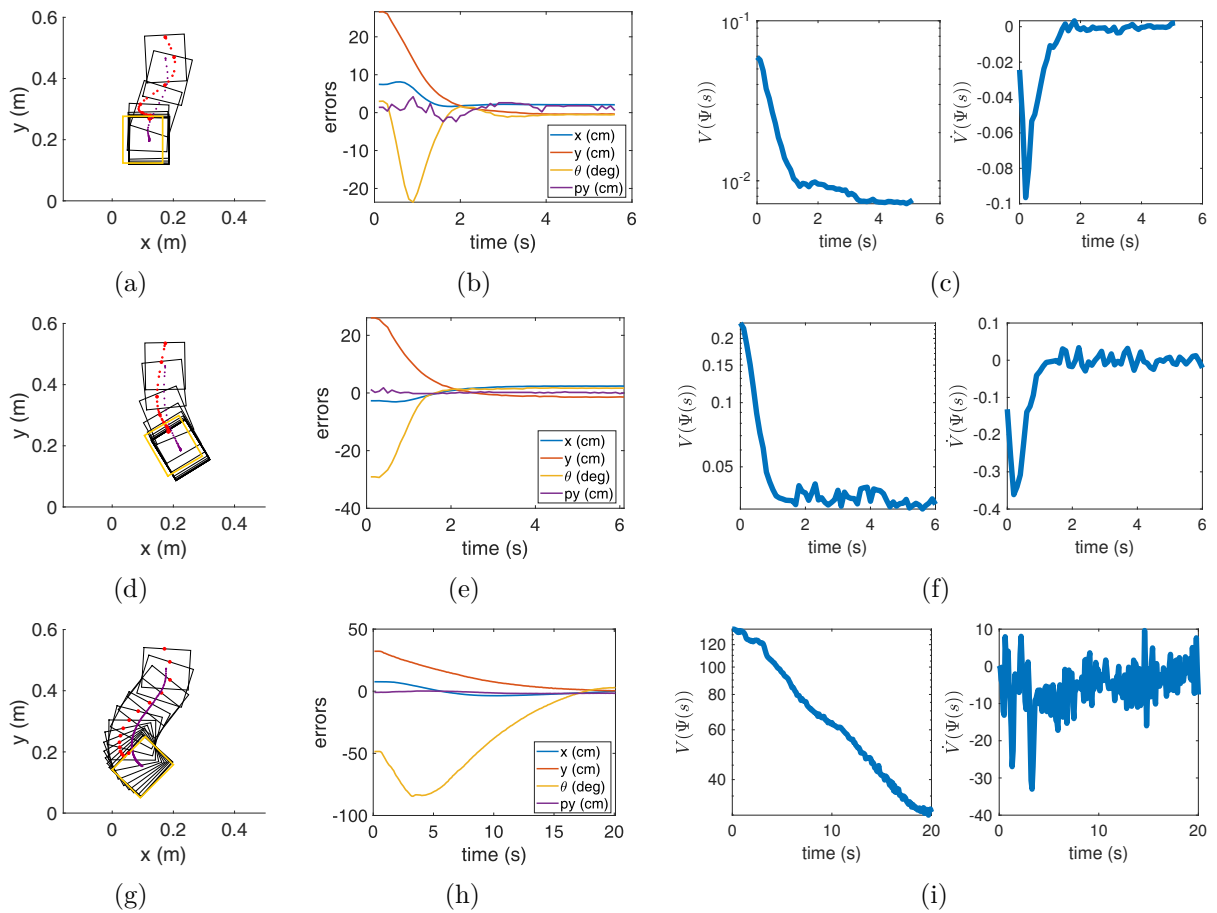 0.6
0.4
0.2
0
0
0.2
0.4
y (m)
x (m)
(a)
20
10
0
-10
-20
0
2
4
6
errors
time (s)
x (cm)
y (cm)
θ (deg)
py (cm)
(b)
10⁻¹
10⁻²
0
2
4
6
V(Ψ(s))
time (s)
0
-0.02
-0.04
-0.06
-0.08
-0.1
0
2
4
6
V̇(Ψ(s))
time (s)
(c)
0.6
0.4
0.2
0
0
0.2
0.4
y (m)
x (m)
(d)
20
0
-20
-40
0
2
4
6
errors
time (s)
x (cm)
y (cm)
θ (deg)
py (cm)
(e)
0.2
0.15
0.1
0.05
0
2
4
6
V(Ψ(s))
time (s)
0.1
0
-0.1
-0.2
-0.3
-0.4
0
2
4
6
V̇(Ψ(s))
time (s)
(f)
0.6
0.4
0.2
0
0
0.2
0.4
y (m)
x (m)
(g)
50
0
-50
-100
0
5
10
15
20
errors
time (s)
x (cm)
y (cm)
θ (deg)
py (cm)
(h)
120
100
80
60
40
0
10
20
V(Ψ(s))
time (s)
10
0
-10
-20
-30
-40
0
10
20
V̇(Ψ(s))
time (s)
(i)